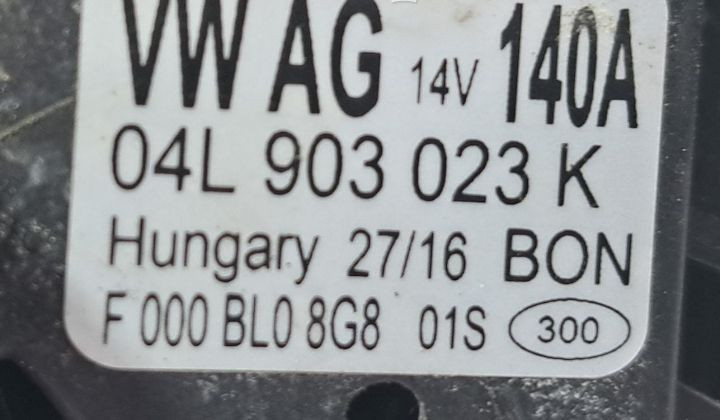 VW AG 14V 140A
04L 903 023 K
Hungary 27/16 BON
F 000 BL0 8G8 01S 300